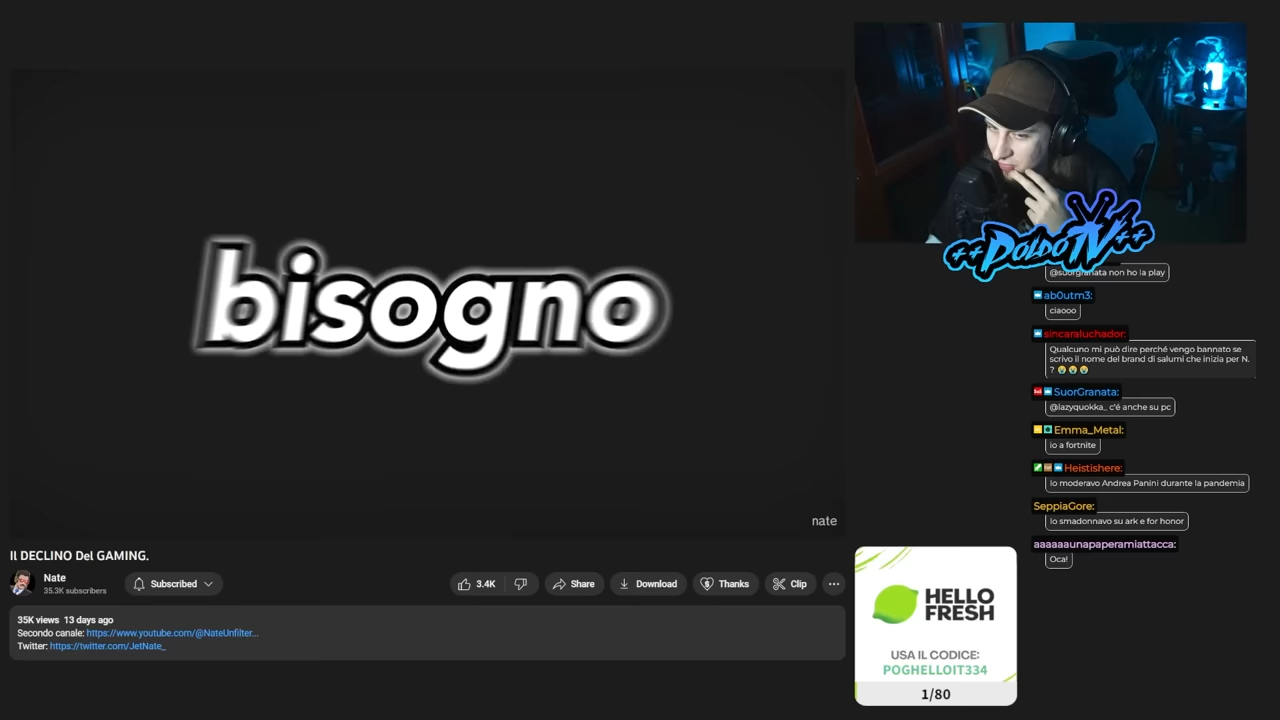 bisogno
nate
Il DECLINO Del GAMING.
Nate
35.3K subscribers
Subscribed
3.4K
Share
Download
Thanks
Clip
35K views 13 days ago
Secondo canale: https://www.youtube.com/@NateUnfilter...
Twitter: https://twitter.com/JetNate_
++POLDOTV++
@suorgranata non ho la play
ab0utm3:
ciaooo
sincaraluchador:
Qualcuno mi può dire perché vengo bannato se
scrivo il nome del brand di salumi che inizia per N.
? 😭 😭 😭
SuorGranata:
@lazyquokka_ c'é anche su pc
Emma_Metal:
io a fortnite
Heistishere:
Io moderavo Andrea Panini durante la pandemia
SeppiaGore:
Io smadonnavo su ark e for honor
aaaaaaunapaperamiattacca:
Oca!
HELLO
FRESH
USA IL CODICE:
POGHELLOIT334
1/80